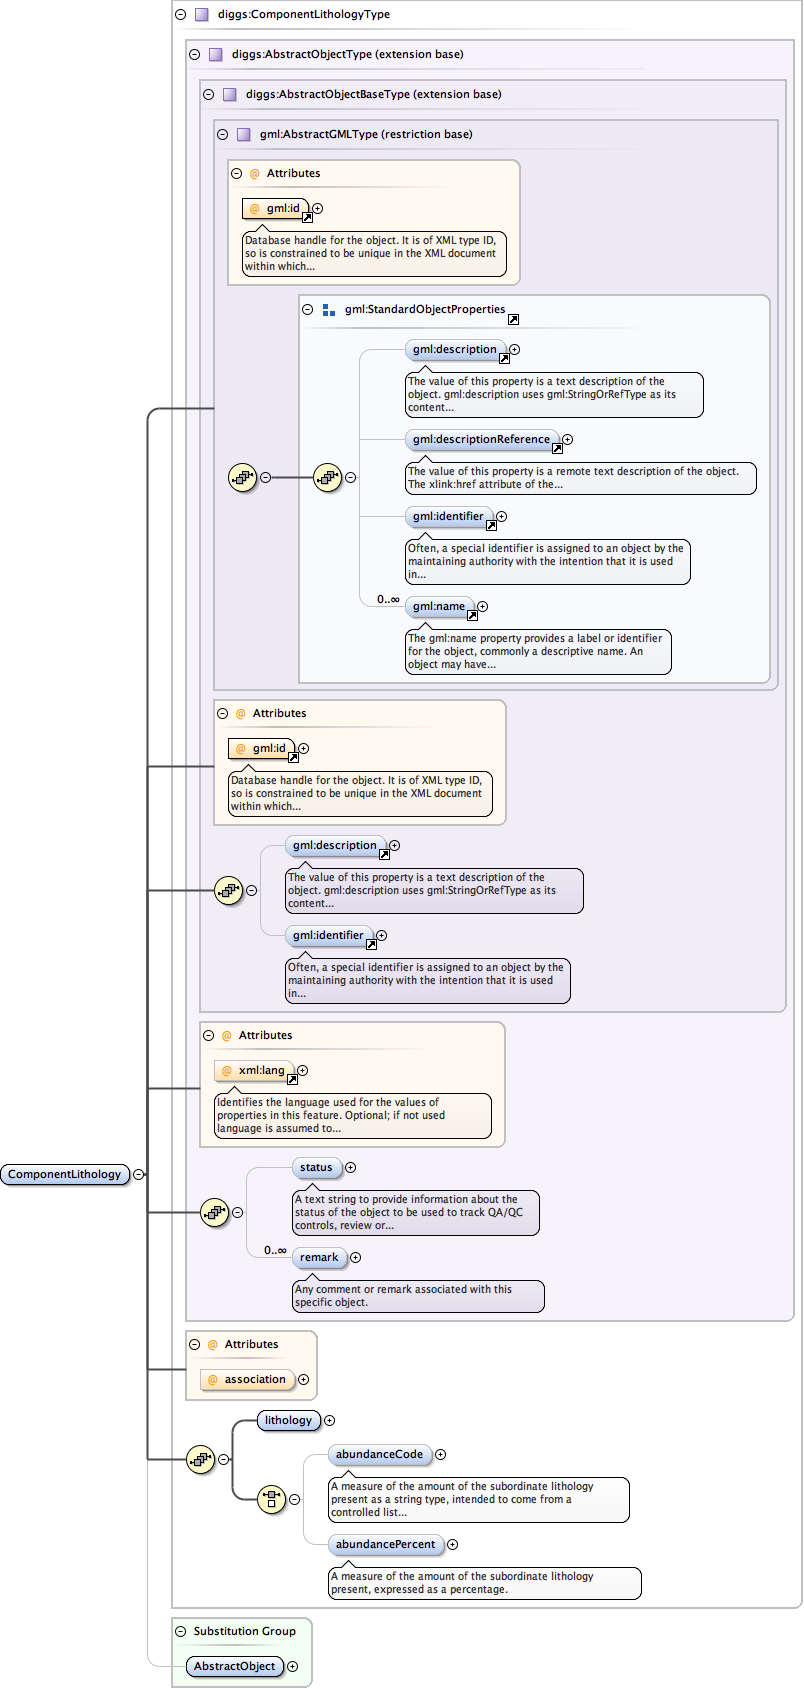 diggs:ComponentLithologyType
diggs:AbstractObjectType (extension base)
diggs:AbstractObjectBaseType (extension base)
gml:AbstractGMLType (restriction base)
@ Attributes
@ gml:id
Database handle for the object. It is of XML type ID,
so is constrained to be unique in the XML document
within which...
gml:StandardObjectProperties
gml:description
The value of this property is a text description of the
object. gml:description uses gml:StringOrRefType as its
content...
gml:descriptionReference
The value of this property is a remote text description of the object.
The xlink:href attribute of the...
gml:identifier
Often, a special identifier is assigned to an object by the
maintaining authority with the intention that it is used
in...
0..∞
gml:name
The gml:name property provides a label or identifier
for the object, commonly a descriptive name. An
object may have...
@ Attributes
@ gml:id
Database handle for the object. It is of XML type ID,
so is constrained to be unique in the XML document
within which...
gml:description
The value of this property is a text description of the
object. gml:description uses gml:StringOrRefType as its
content...
gml:identifier
Often, a special identifier is assigned to an object by the
maintaining authority with the intention that it is used
in...
@ Attributes
@ xml:lang
Identifies the language used for the values of
properties in this feature. Optional; if not used
language is assumed to...
ComponentLithology
status
A text string to provide information about the
status of the object to be used to track QA/QC
controls, review or...
0..∞
remark
Any comment or remark associated with this
specific object.
@ Attributes
@ association
lithology
abundanceCode
A measure of the amount of the subordinate lithology
present as a string type, intended to come from a
controlled list...
abundancePercent
A measure of the amount of the subordinate lithology
present, expressed as a percentage.
Substitution Group
AbstractObject